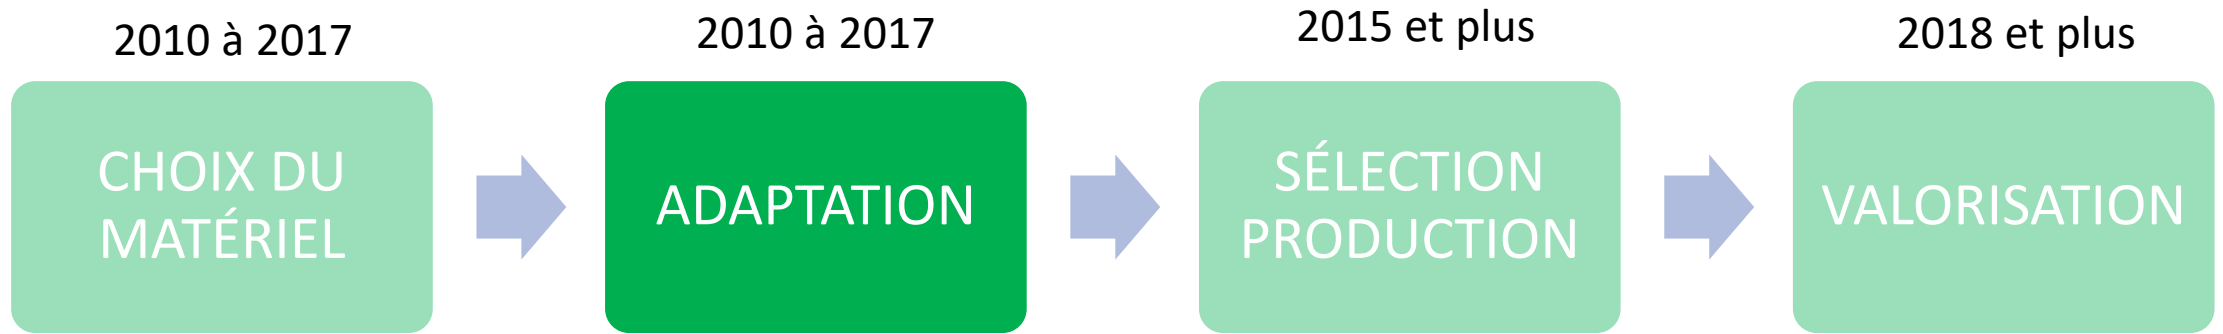 2010 à 2017
CHOIX DU
MATÉRIEL
2010 à 2017
ADAPTATION
2015 et plus
SÉLECTION
PRODUCTION
2018 et plus
VALORISATION